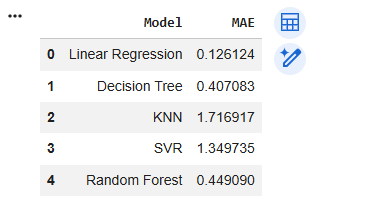 Model MAE
0 Linear Regression 0.126124
1 Decision Tree 0.407083
2 KNN 1.716917
3 SVR 1.349735
4 Random Forest 0.449090